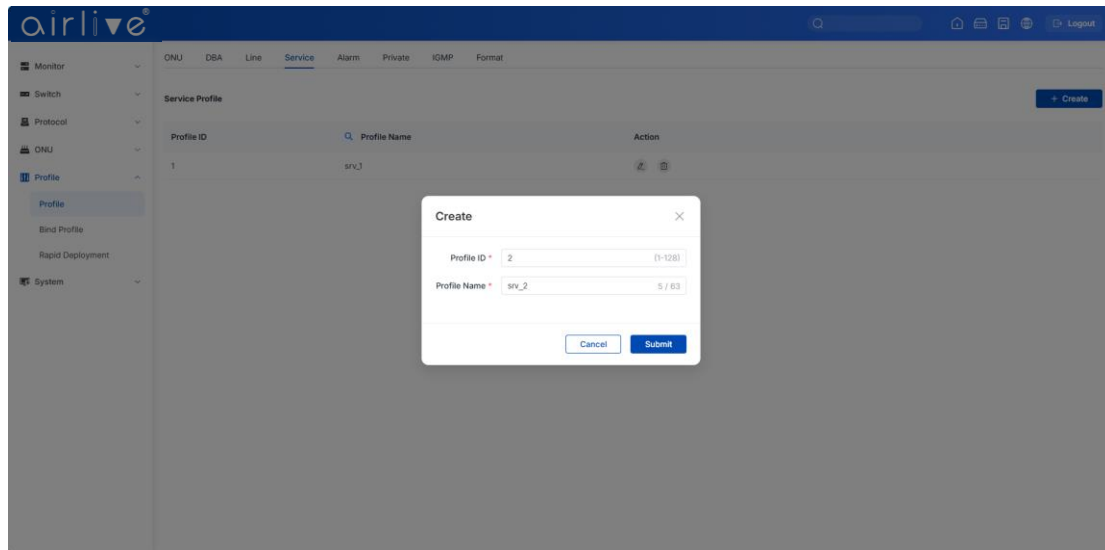 airlive®
Logout
Monitor
Switch
Protocol
ONU
Profile
Profile
Bind Profile
Rapid Deployment
System
ONU DBA Line Service Alarm Private IGMP Format
Service Profile
+ Create
Profile ID Profile Name Action
1 srv_1
Create
Profile ID * 2 (1-128)
Profile Name * srv_2 5 / 63
Cancel Submit